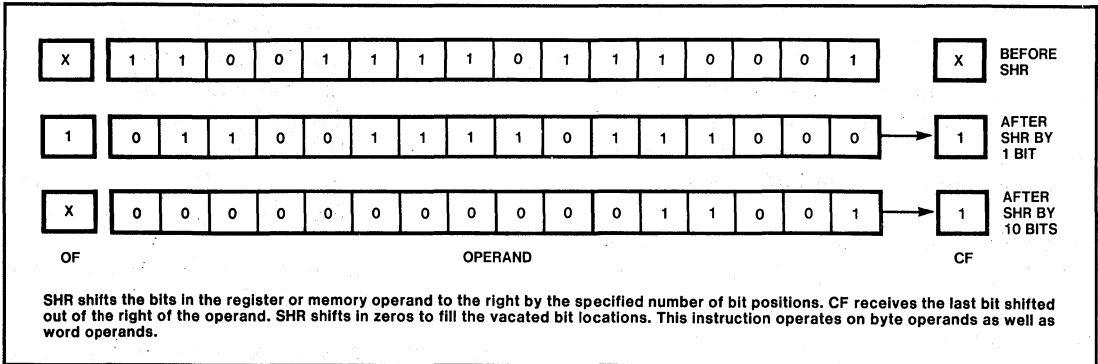 X 1 1 0 0 1 1 1 1 0 1 1 1 0 0 0 1 X BEFORE
SHR
1 0 1 1 0 0 1 1 1 1 0 1 1 1 0 0 0 1 AFTER
SHR BY
1 BIT
X 0 0 0 0 0 0 0 0 0 0 0 1 1 0 0 1 1 AFTER
SHR BY
10 BITS
OF OPERAND CF
SHR shifts the bits in the register or memory operand to the right by the specified number of bit positions. CF receives the last bit shifted
out of the right of the operand. SHR shifts in zeros to fill the vacated bit locations. This instruction operates on byte operands as well as
word operands.